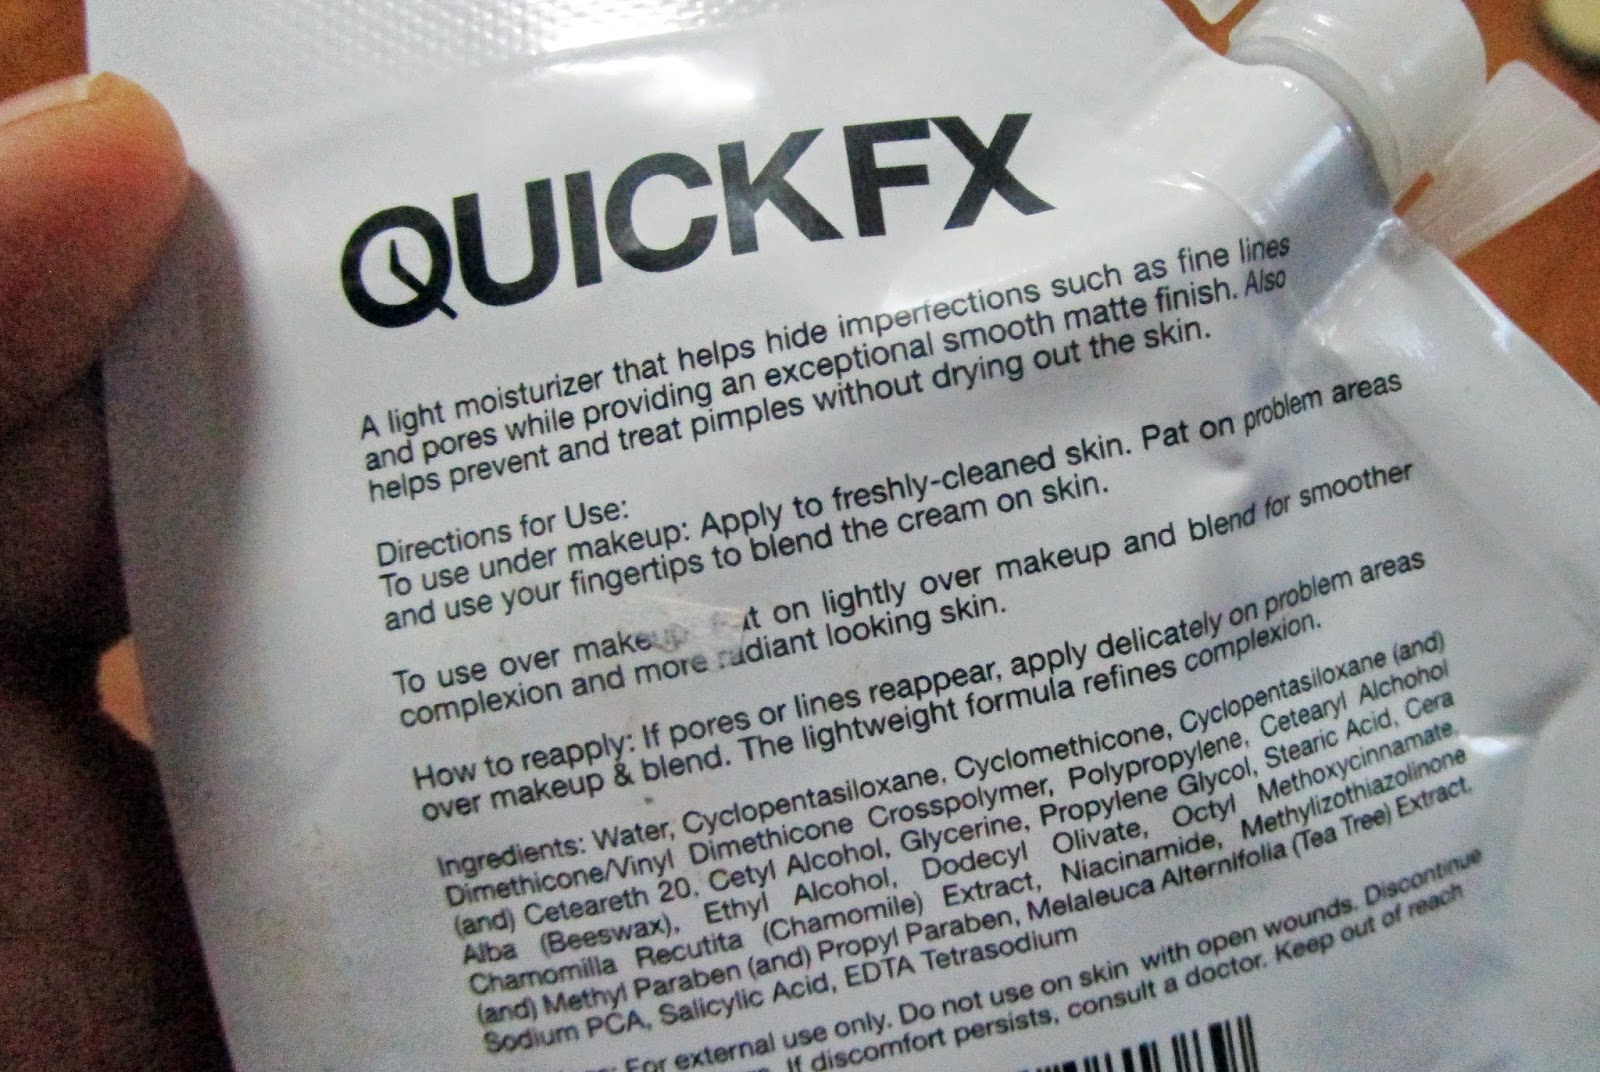 QUICKFX
A light moisturizer that helps hide imperfections such as fine lines
and pores while providing an exceptional smooth matte finish. Also
helps prevent and treat pimples without drying out the skin.
Directions for Use:
To use under makeup: Apply to freshly-cleaned skin. Pat on problem areas
and use your fingertips to blend the cream on skin.
To use over on lightly over makeup and blend for smoother
complexion and more radiant looking skin.
How to reapply: If pores or lines reappear, apply delicately on problem areas
over makeup & blend. The lightweight formula refines complexion.
Ingredients: Water, Cyclopentasiloxane, Cyclomethicone, Cyclopentasiloxane (and)
Dimethicone/Vinyl Dimethicone Crosspolymer, Polypropylene, Cetearyl Alchohol
(and) Ceteareth 20, Cetyl Alcohol, Glycerine, Propylene Glycol, Stearic Acid, Cera
Alba (Beeswax), Ethyl Alcohol, Dodecyl Olivate, Octyl Methoxycinnamate,
Chamomilla Recutita (Chamomile) Extract, Niacinamide, Methylizothiazolinone
(and) Methyl Paraben (and) Propyl Paraben, Melaleuca Alternifolia (Tea Tree) Extract,
Sodium PCA, Salicylic Acid, EDTA Tetrasodium
For external use only. Do not use on skin with open wounds. Discontinue
If discomfort persists, consult a doctor. Keep out of reach